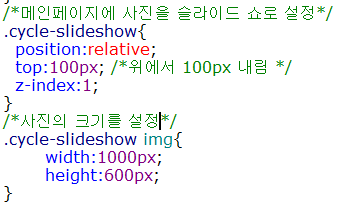 /*메인페이지에 사진을 슬라이드 쇼로 설정*/
.cycle-slideshow{
position:relative;
top:100px; /*위에서 100px 내림 */
z-index:1;
}
/*사진의 크기를 설정*/
.cycle-slideshow img{
width:1000px;
height:600px;
}